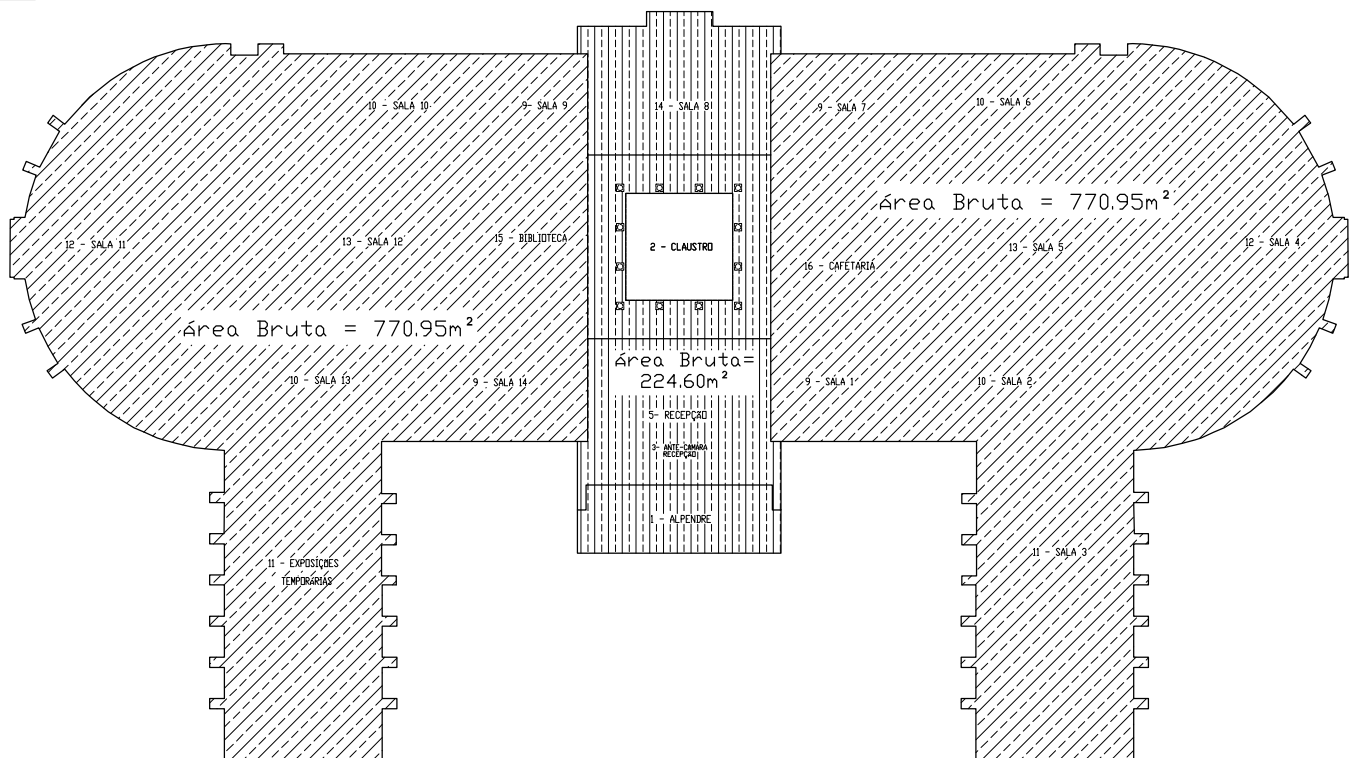 10 - SALA 10
9- SALA 9
14 - SALA 8
9 - SALA 7
10 - SALA 6
Área Bruta = 770.95m²
12 - SALA 11
13 - SALA 12
15 - BIBLIOTECA
2 - CLAUSTRO
16 - CAFETARIA
13 - SALA 5
12 - SALA 4
Área Bruta = 770.95m²
Área Bruta=
224.60m²
10 - SALA 13
9 - SALA 14
9 - SALA 1
10 - SALA 2
5- RECEPÇÃO
3- ANTE-CAMARA
RECEPÇÃO
1 - ALPENDRE
11 - EXPOSIÇÕES
TEMPORÁRIAS
11 - SALA 3